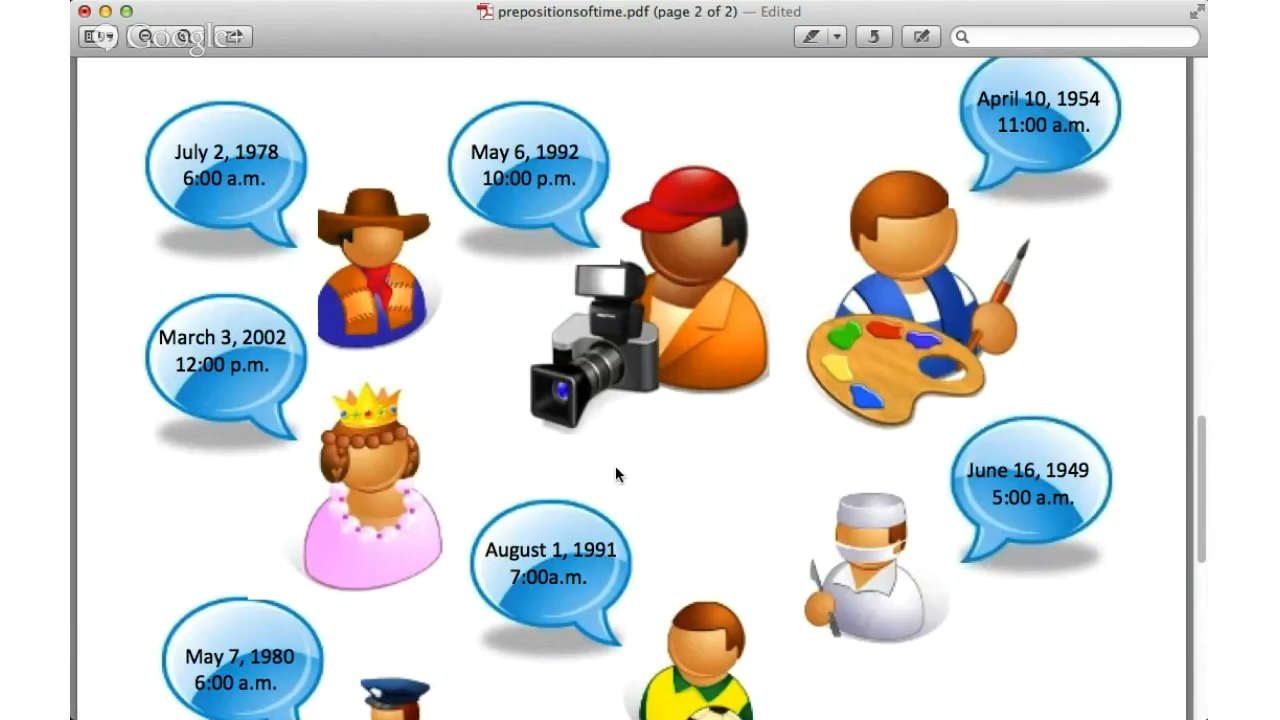 prepositionsoftime.pdf (page 2 of 2) — Edited
Google+
April 10, 1954
11:00 a.m.
July 2, 1978
6:00 a.m.
May 6, 1992
10:00 p.m.
March 3, 2002
12:00 p.m.
June 16, 1949
5:00 a.m.
August 1, 1991
7:00a.m.
May 7, 1980
6:00 a.m.